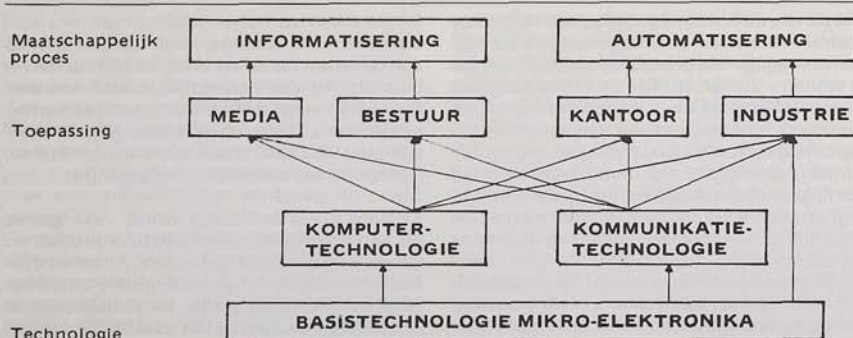 Maatschappelijk
proces
INFORMATISERING
AUTOMATISERING
Toepassing
MEDIA
BESTUUR
KANTOOR
INDUSTRIE
KOMPUTER-
TECHNOLOGIE
KOMMUNIKATIE-
TECHNOLOGIE
Technologie
BASISTECHNOLOGIE MIKRO-ELEKTRONIKA